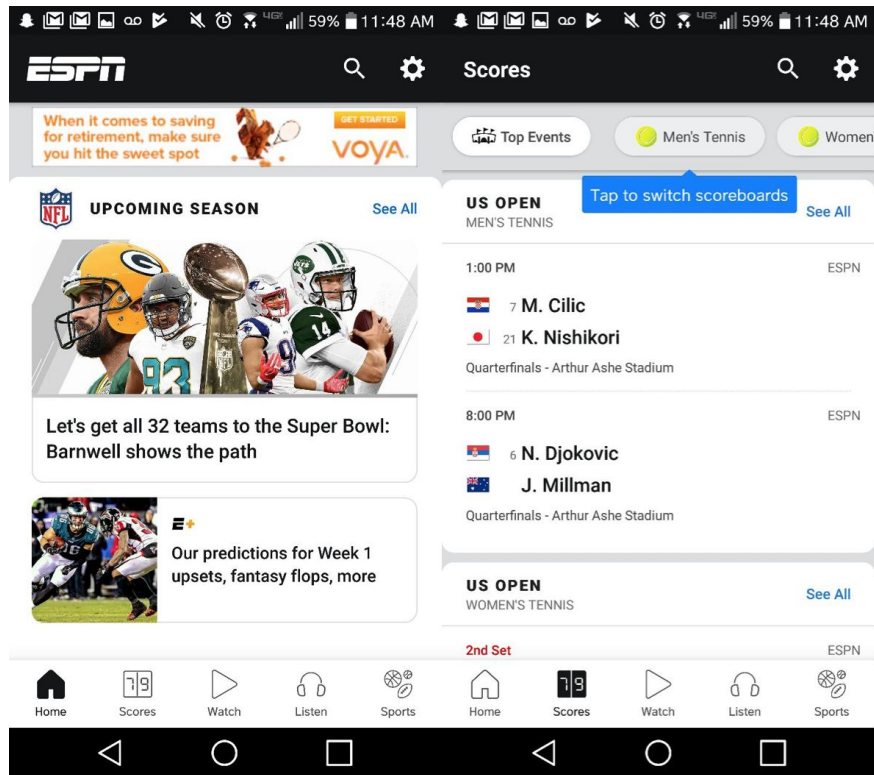 4GE 59% 11:48 AM
ESPN
When it comes to saving
for retirement, make sure
you hit the sweet spot
GET STARTED
VOYA.
NFL
UPCOMING SEASON
See All
93
14
Let's get all 32 teams to the Super Bowl:
Barnwell shows the path
E+
Our predictions for Week 1
upsets, fantasy flops, more
Home
Scores
Watch
Listen
Sports
4GE 59% 11:48 AM
Scores
Top Events
Men's Tennis
Women
Tap to switch scoreboards
US OPEN
MEN'S TENNIS
See All
1:00 PM
ESPN
7 M. Cilic
21 K. Nishikori
Quarterfinals - Arthur Ashe Stadium
8:00 PM
ESPN
6 N. Djokovic
J. Millman
Quarterfinals - Arthur Ashe Stadium
US OPEN
WOMEN'S TENNIS
See All
2nd Set
ESPN
Home
Scores
Watch
Listen
Sports